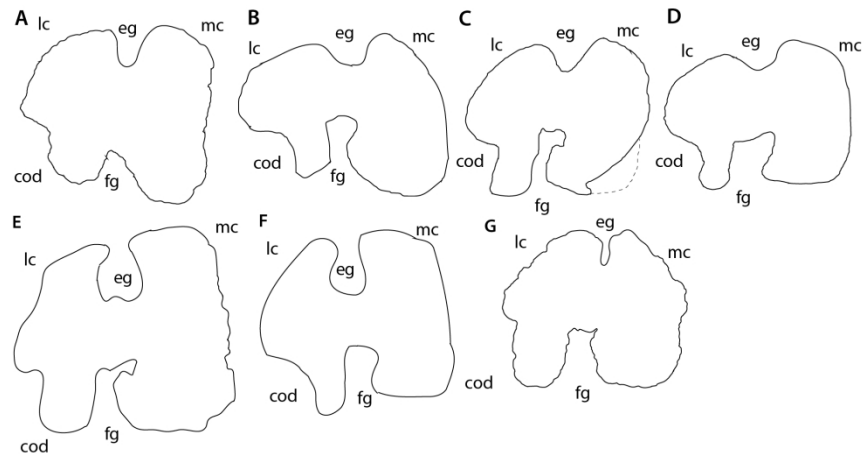 A lc eg mc cod fg
B lc eg mc cod fg
C lc eg mc cod fg
D lc eg mc cod fg
E lc eg mc cod fg
F lc eg mc cod fg
G lc eg mc cod fg